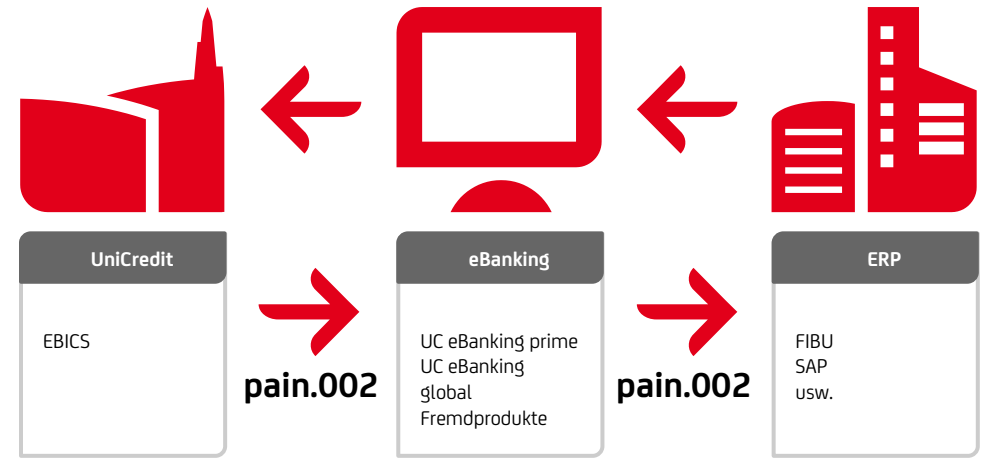 UniCredit
EBICS
pain.002
eBanking
UC eBanking prime
UC eBanking
global
Fremdprodukte
pain.002
ERP
FIBU
SAP
usw.